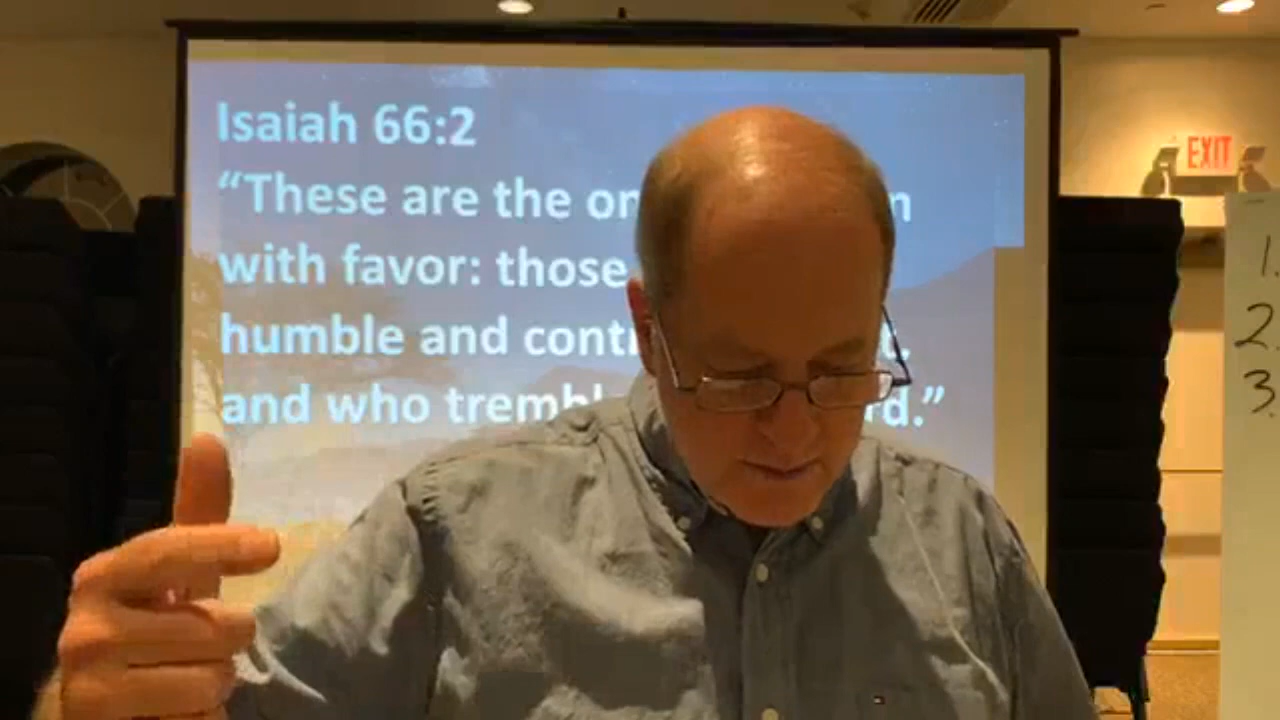 Isaiah 66:2
“These are the on
with favor: those
humble and contr t,
and who trembl rd.”
EXIT
1.
2.
3.